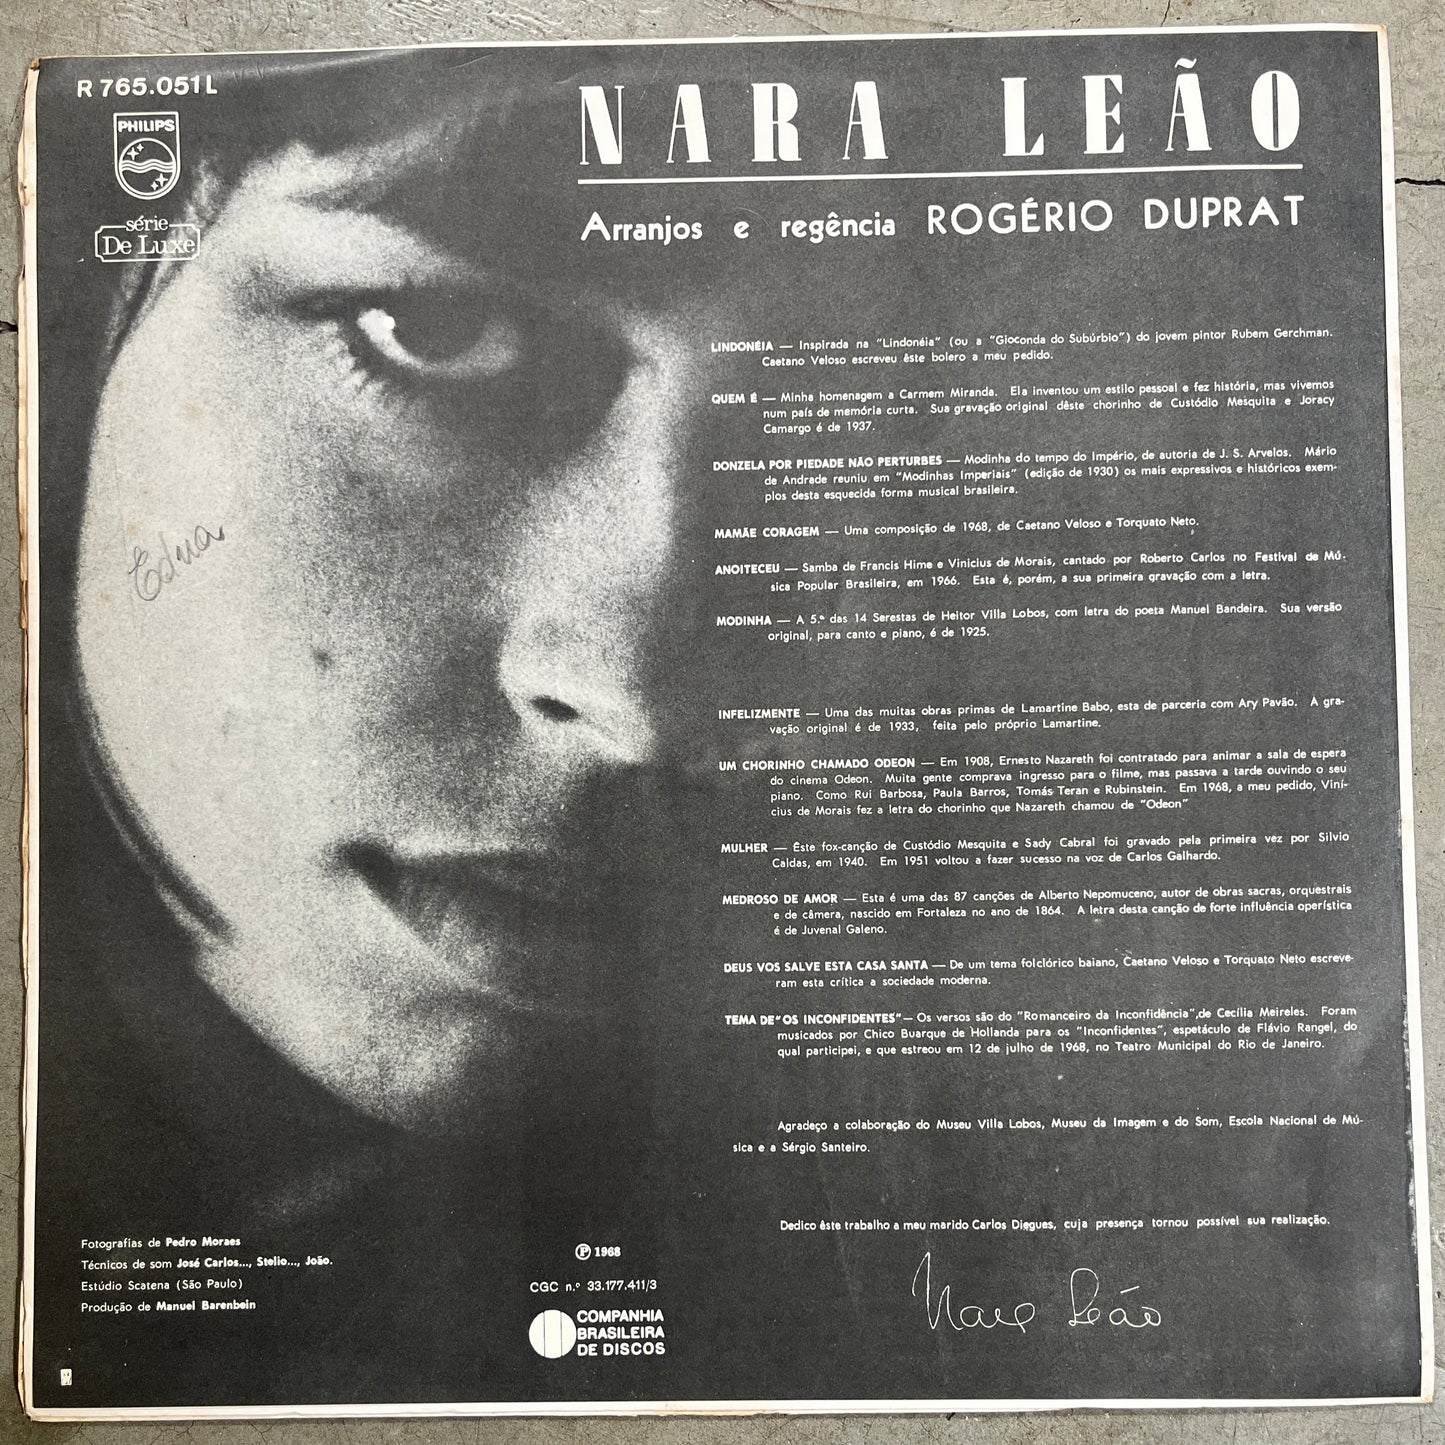 R 765.051 L
PHILIPS
série
De Luxe
NARA LEÃO
Arranjos e regência ROGÉRIO DUPRAT
LINDONÉIA — Inspirada na "Lindonéia" (ou a "Gioconda do Subúrbio") do jovem pintor Rubem Gerchman.
Caetano Veloso escreveu êste bolero a meu pedido.
QUEM É — Minha homenagem a Carmem Miranda. Ela inventou um estilo pessoal e fez história, mas vivemos
num país de memória curta. Sua gravação original dêste chorinho de Custódio Mesquita e Joracy
Camargo é de 1937.
DONZELA POR PIEDADE NÃO PERTURBES — Modinha do tempo do Império, de autoria de J. S. Arvelos. Mário
de Andrade reuniu em "Modinhas Imperiais" (edição de 1930) os mais expressivos e históricos exem-
plos desta esquecida forma musical brasileira.
MAMÃE CORAGEM — Uma composição de 1968, de Caetano Veloso e Torquato Neto.
ANOITECEU — Samba de Francis Hime e Vinicius de Morais, cantado por Roberto Carlos no Festival de Mú-
sica Popular Brasileira, em 1966. Esta é, porém, a sua primeira gravação com a letra.
MODINHA — A 5.ª das 14 Serestas de Heitor Villa Lobos, com letra do poeta Manuel Bandeira. Sua versão
original, para canto e piano, é de 1925.
INFELIZMENTE — Uma das muitas obras primas de Lamartine Babo, esta de parceria com Ary Pavão. A gra-
vação original é de 1933, feita pelo próprio Lamartine.
UM CHORINHO CHAMADO ODEON — Em 1908, Ernesto Nazareth foi contratado para animar a sala de espera
do cinema Odeon. Muita gente comprava ingresso para o filme, mas passava a tarde ouvindo o seu
piano. Como Rui Barbosa, Paula Barros, Tomás Teran e Rubinstein. Em 1968, a meu pedido, Viní-
cius de Morais fez a letra do chorinho que Nazareth chamou de "Odeon"
MULHER — Êste fox-canção de Custódio Mesquita e Sady Cabral foi gravado pela primeira vez por Silvio
Caldas, em 1940. Em 1951 voltou a fazer sucesso na voz de Carlos Galhardo.
MEDROSO DE AMOR — Esta é uma das 87 canções de Alberto Nepomuceno, autor de obras sacras, orquestrais
e de câmera, nascido em Fortaleza no ano de 1864. A letra desta canção de forte influência operística
é de Juvenal Galeno.
DEUS VOS SALVE ESTA CASA SANTA — De um tema folclórico baiano, Caetano Veloso e Torquato Neto escreve-
ram esta crítica a sociedade moderna.
TEMA DE "OS INCONFIDENTES" — Os versos são do "Romanceiro da Inconfidência", de Cecília Meireles. Foram
musicados por Chico Buarque de Hollanda para os "Inconfidentes", espetáculo de Flávio Rangel, do
qual participei, e que estreou em 12 de julho de 1968, no Teatro Municipal do Rio de Janeiro.
Agradeço a colaboração do Museu Villa Lobos, Museu da Imagem e do Som, Escola Nacional de Mú-
sica e a Sérgio Santeiro.
Dedico êste trabalho a meu marido Carlos Diegues, cuja presença tornou possível sua realização.
Nara Leão
Edna
Fotografias de Pedro Moraes
Técnicos de som José Carlos..., Stelio..., João.
Estúdio Scatena (São Paulo)
Produção de Manuel Barenbein
Ⓟ 1968
CGC n.º 33.177.411/3
COMPANHIA
BRASILEIRA
DE DISCOS